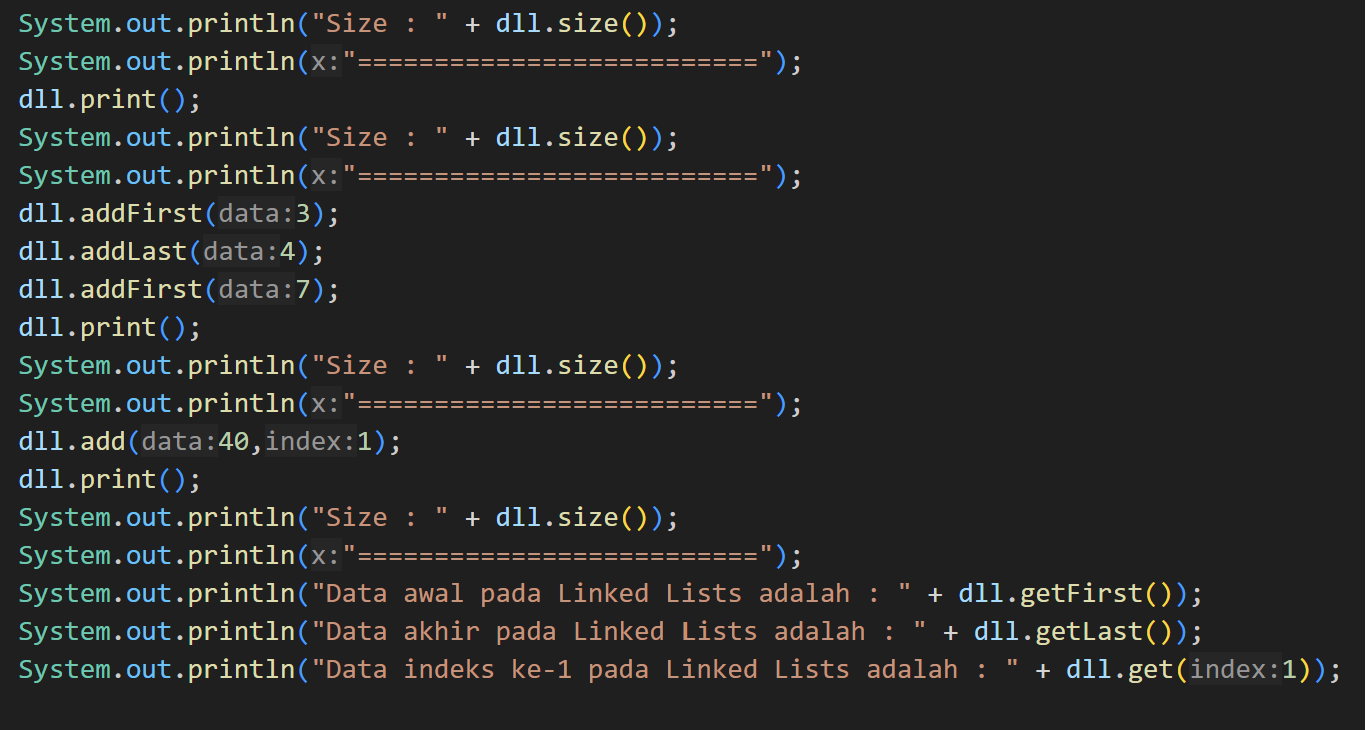 System.out.println("Size : " + dll.size());
System.out.println(x:"==========================");
dll.print();
System.out.println("Size : " + dll.size());
System.out.println(x:"==========================");
dll.addFirst(data:3);
dll.addLast(data:4);
dll.addFirst(data:7);
dll.print();
System.out.println("Size : " + dll.size());
System.out.println(x:"==========================");
dll.add(data:40,index:1);
dll.print();
System.out.println("Size : " + dll.size());
System.out.println(x:"==========================");
System.out.println("Data awal pada Linked Lists adalah : " + dll.getFirst());
System.out.println("Data akhir pada Linked Lists adalah : " + dll.getLast());
System.out.println("Data indeks ke-1 pada Linked Lists adalah : " + dll.get(index:1));